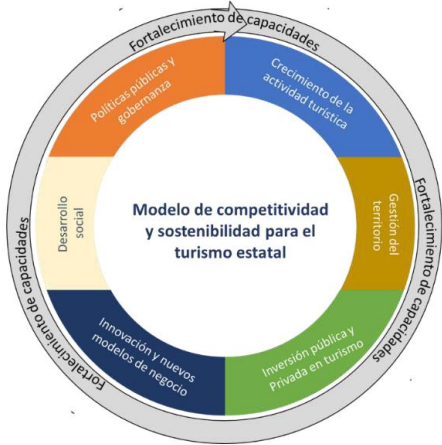 Fortalecimiento de capacidades
Políticas públicas y
gobernanza
Crecimiento de la
actividad turística
Desarrollo
social
Modelo de competitividad
y sostenibilidad para el
turismo estatal
Gestión del
territorio
Fortalecimiento de capacidades
Fortalecimiento de capacidades
Innovación y nuevos
modelos de negocio
Inversión pública y
Privada en turismo